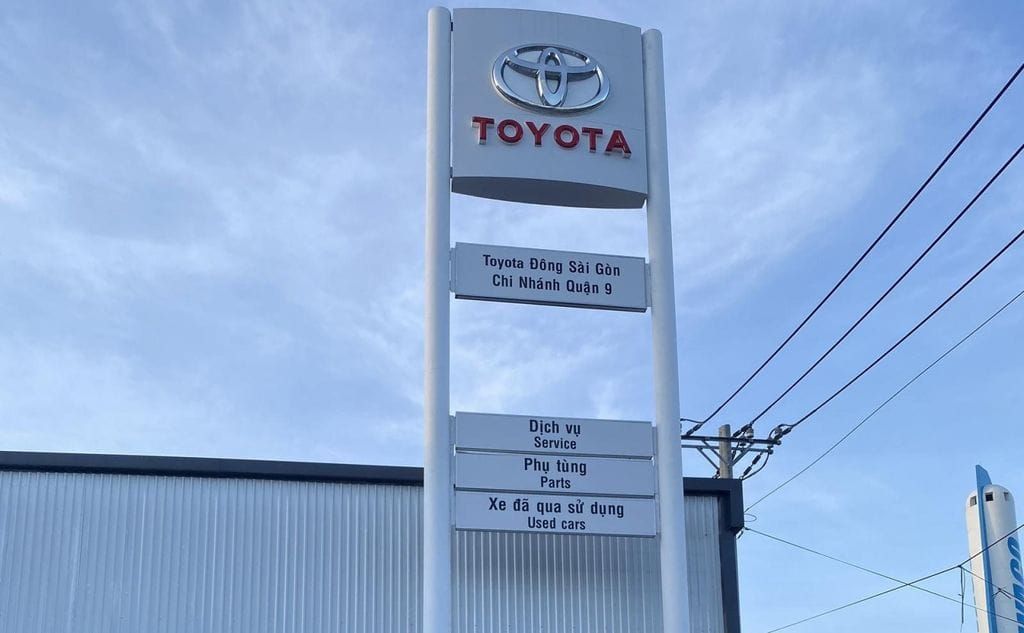 TOYOTA
Toyota Đông Sài Gòn
Chi Nhánh Quận 9
Dịch vụ
Service
Phụ tùng
Parts
Xe đã qua sử dụng
Used cars